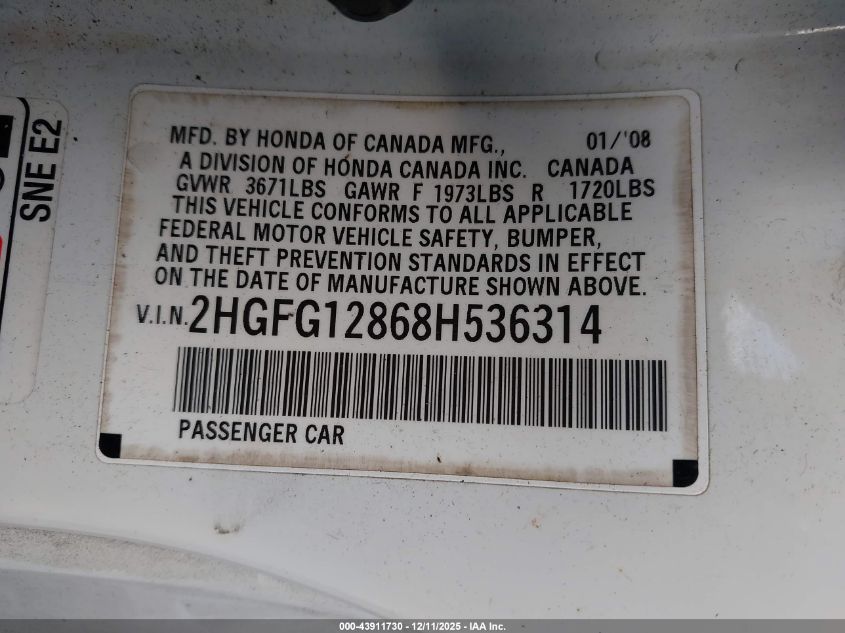 SNE E2
MFD. BY HONDA OF CANADA MFG., 01/'08
A DIVISION OF HONDA CANADA INC. CANADA
GVWR 3671LBS GAWR F 1973LBS R 1720LBS
THIS VEHICLE CONFORMS TO ALL APPLICABLE
FEDERAL MOTOR VEHICLE SAFETY, BUMPER,
AND THEFT PREVENTION STANDARDS IN EFFECT
ON THE DATE OF MANUFACTURE SHOWN ABOVE.
V.I.N. 2HGFG12868H536314
PASSENGER CAR
000-43911730 - 12/11/2025 - IAA Inc.